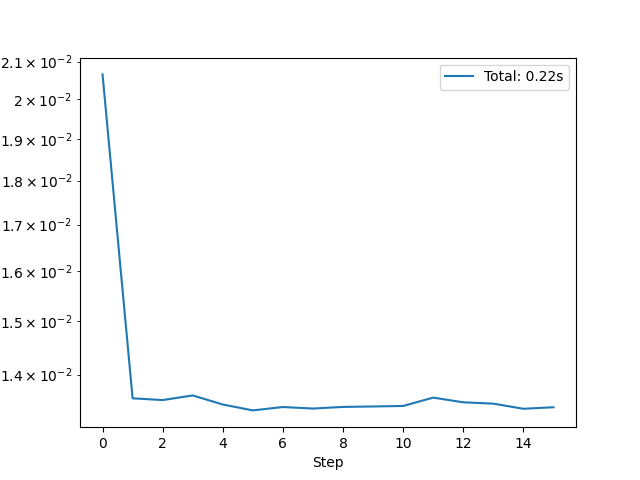 2.1 × 10⁻²
2 × 10⁻²
1.9 × 10⁻²
1.8 × 10⁻²
1.7 × 10⁻²
1.6 × 10⁻²
1.5 × 10⁻²
1.4 × 10⁻²
Total: 0.22s
0 2 4 6 8 10 12 14
Step